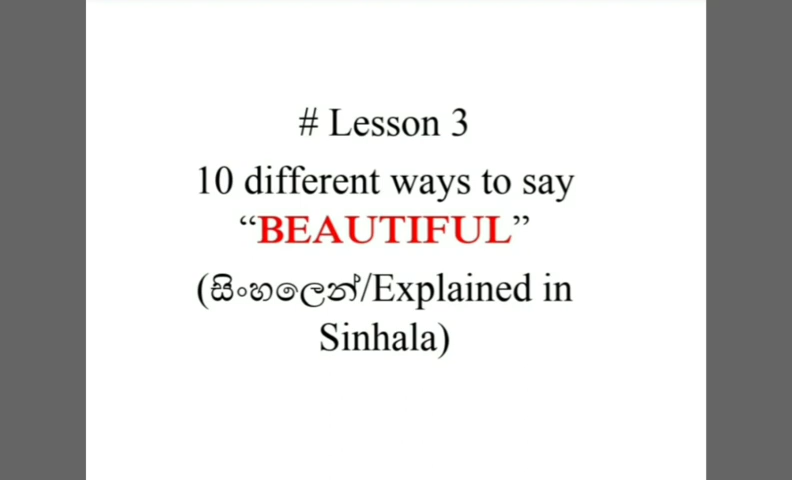 # Lesson 3
10 different ways to say
“BEAUTIFUL”
(සිංහලෙන්/Explained in
Sinhala)